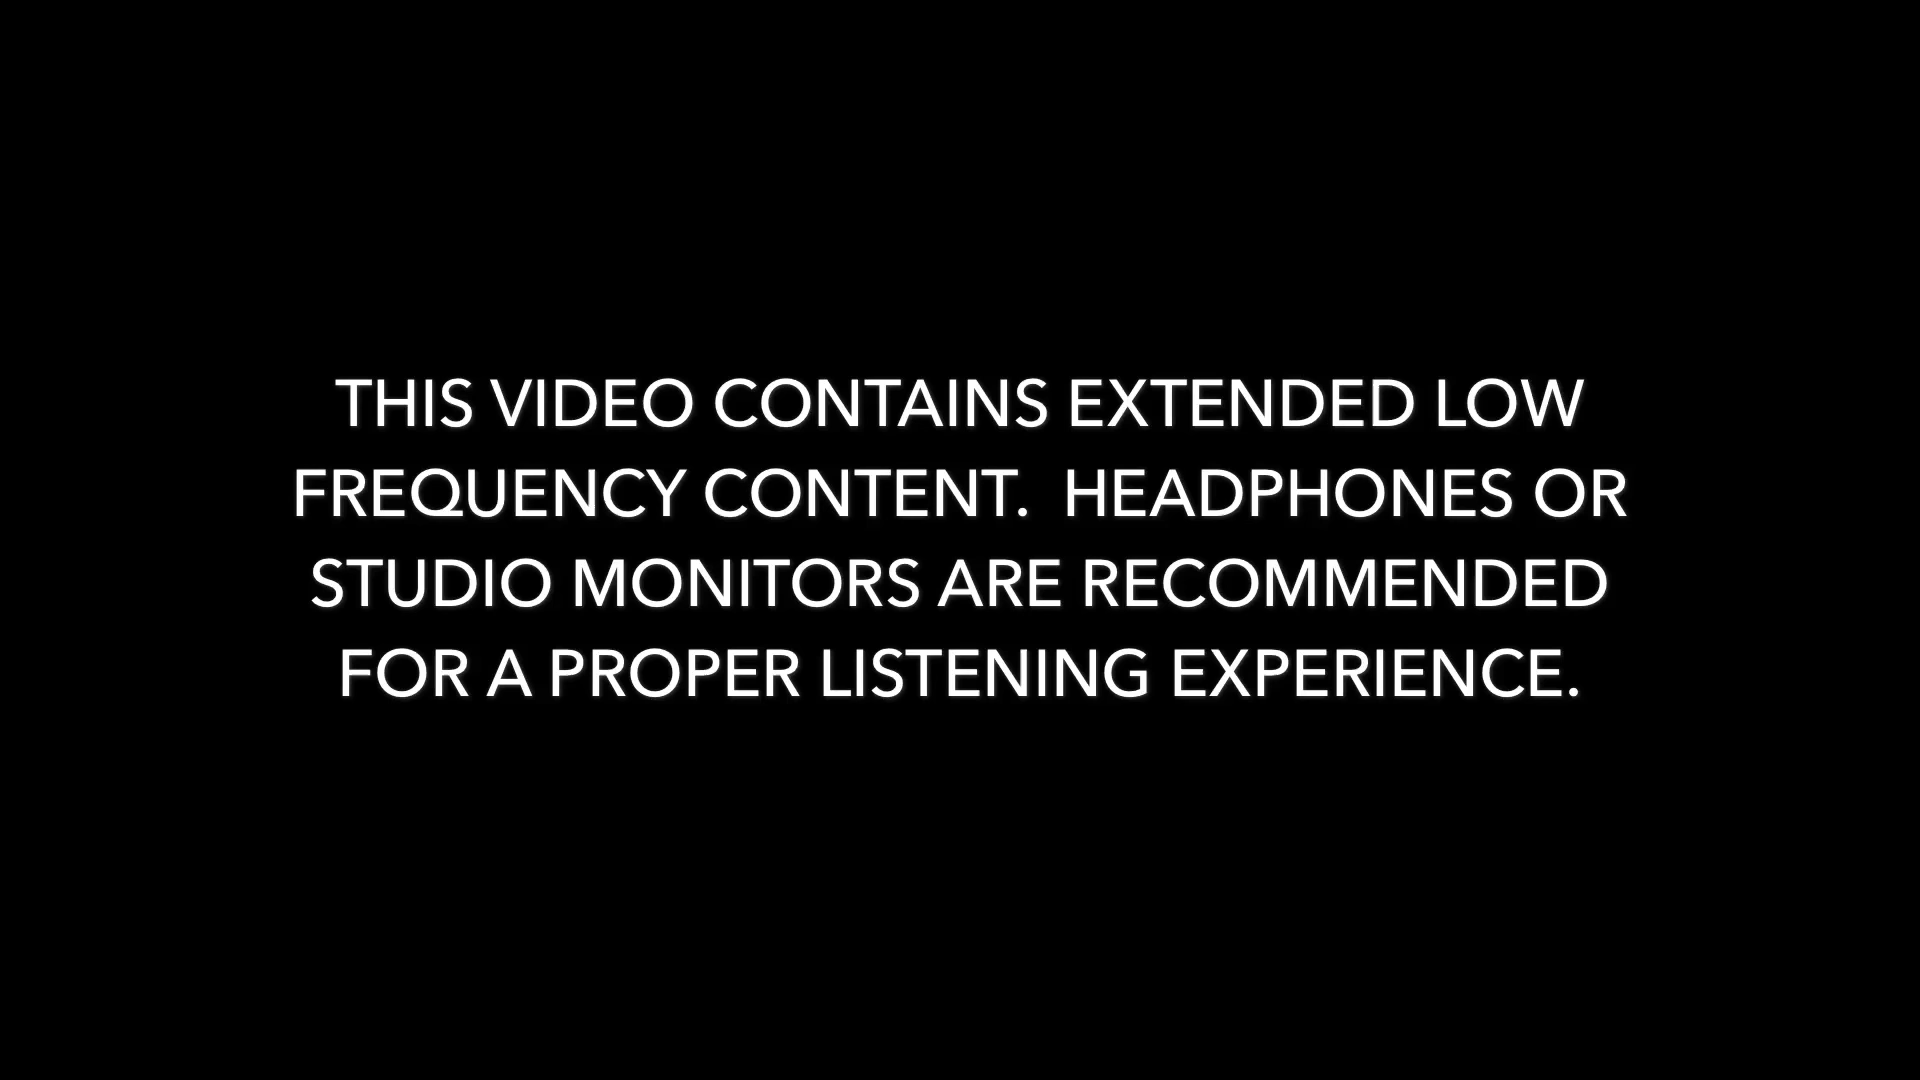 THIS VIDEO CONTAINS EXTENDED LOW
FREQUENCY CONTENT.  HEADPHONES OR
STUDIO MONITORS ARE RECOMMENDED
FOR A PROPER LISTENING EXPERIENCE.